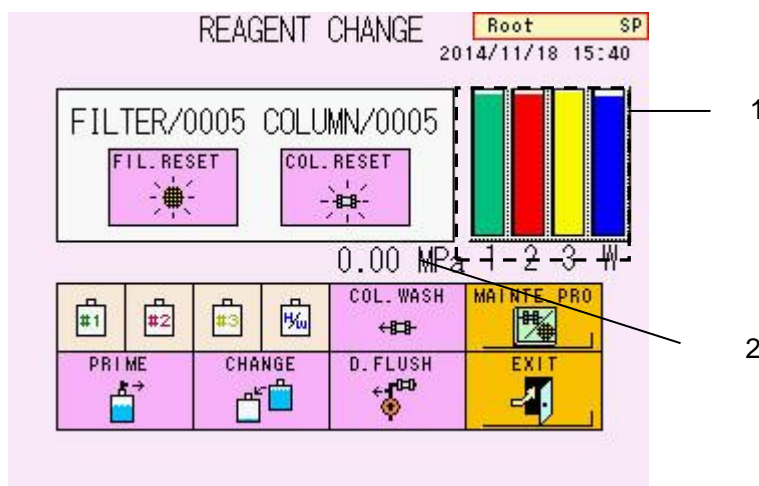 REAGENT CHANGE
Root SP
2014/11/18 15:40
1
FILTER/0005 COLUMN/0005
FIL.RESET COL.RESET
0.00 MPa 1 2 3 W
2
#1 #2 #3 H/W COL.WASH MAINTE.PRO
PRIME CHANGE D.FLUSH EXIT